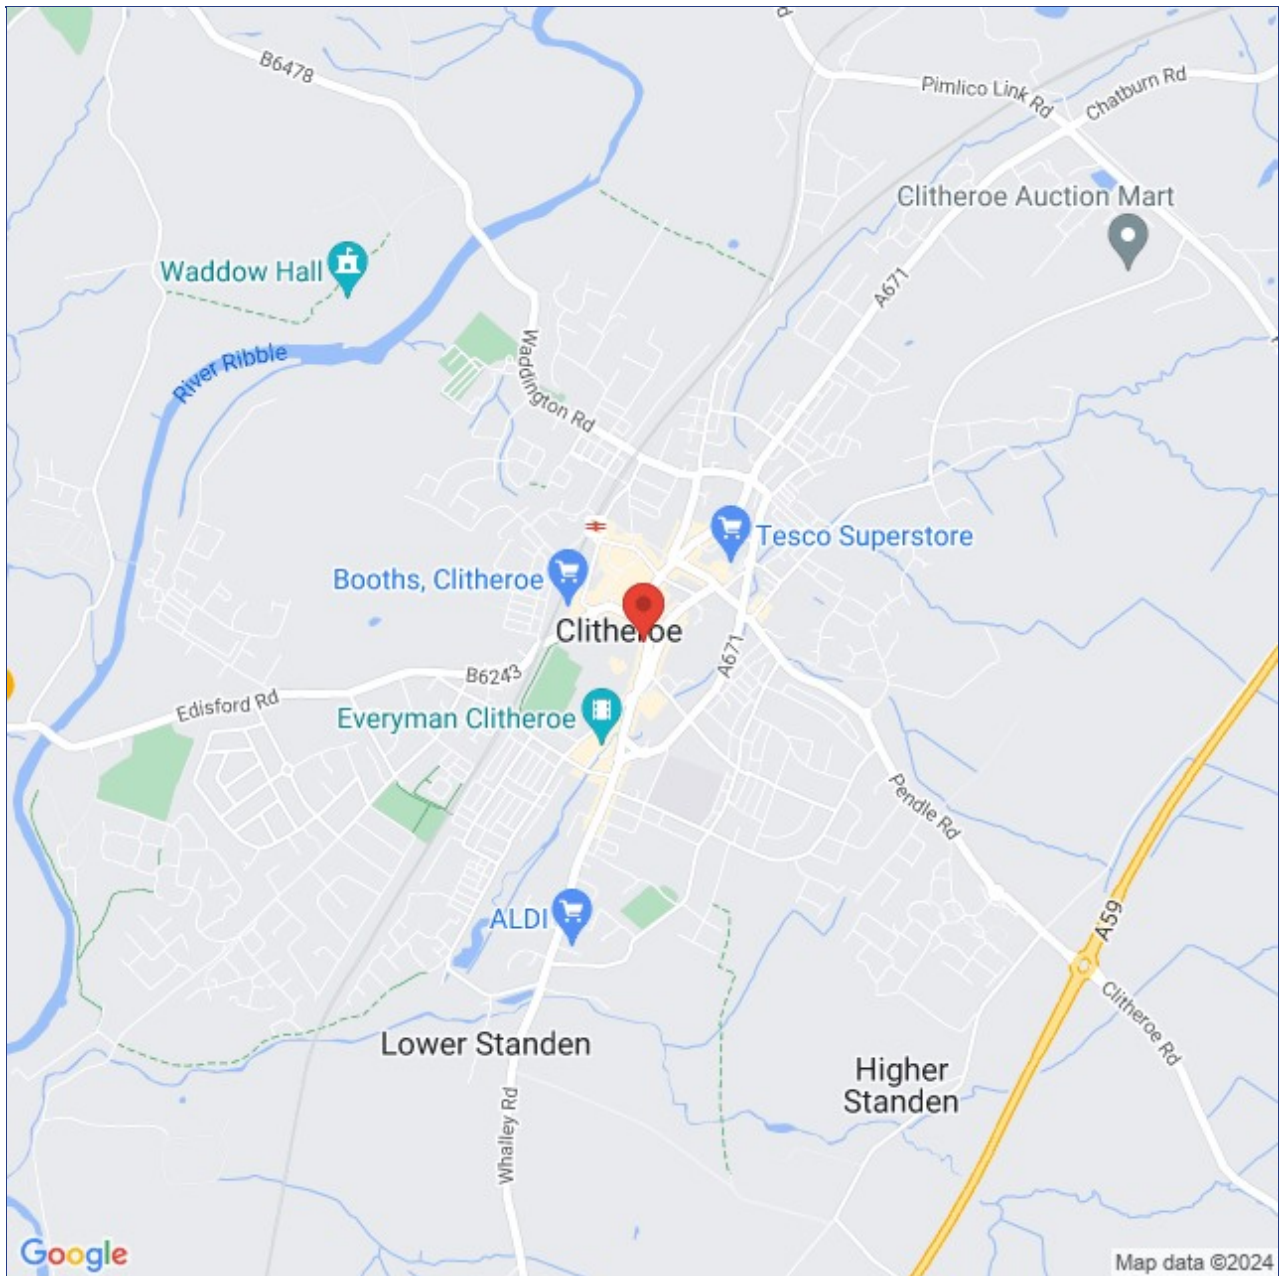 B6478
Pimlico Link Rd
Chatburn Rd
Clitheroe Auction Mart
Waddow Hall
A671
River Ribble
Waddington Rd
Tesco Superstore
Booths, Clitheroe
Clitheroe
A671
B6243
Edisford Rd
Everyman Clitheroe
Pendle Rd
ALDI
A59
Clitheroe Rd
Lower Standen
Higher
Standen
Whalley Rd
Google
Map data ©2024